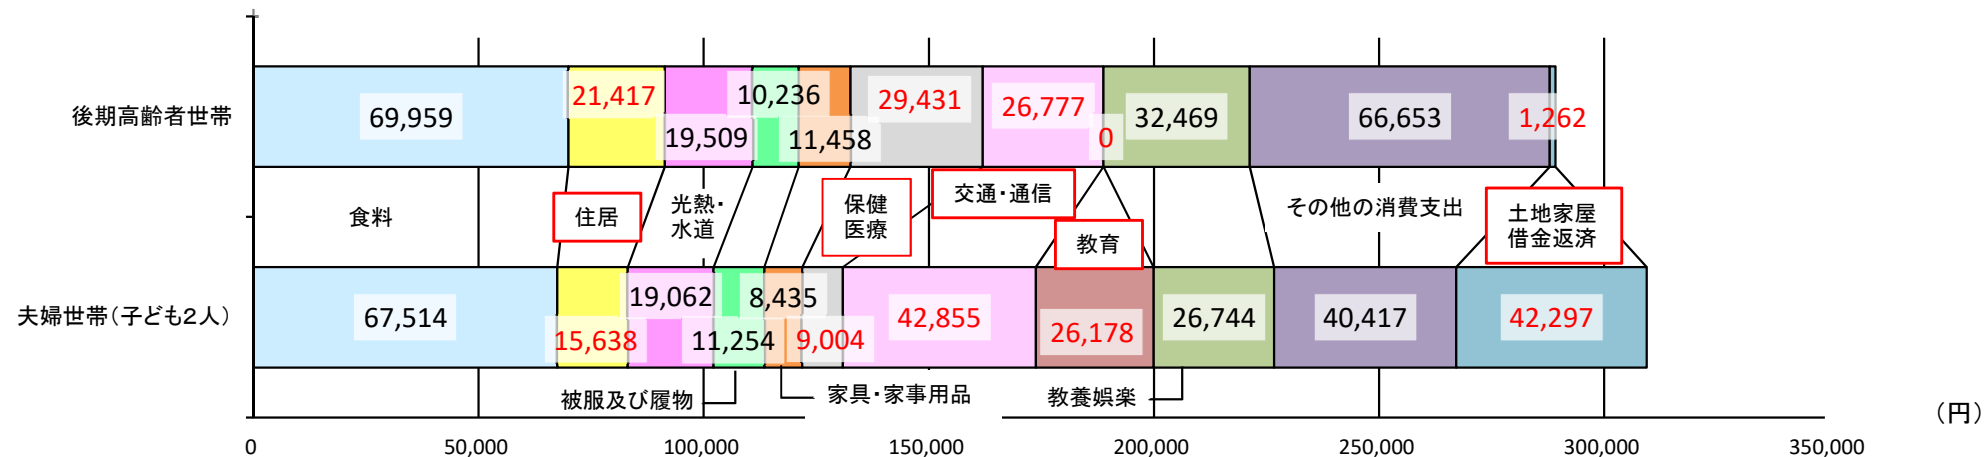 後期高齢者世帯
69,959
21,417
19,509
10,236
11,458
29,431
26,777
0
32,469
66,653
1,262
食料
住居
光熱・
水道
保健
医療
交通・通信
教育
その他の消費支出
土地家屋
借金返済
夫婦世帯(子ども2人)
67,514
15,638
19,062
11,254
8,435
9,004
42,855
26,178
26,744
40,417
42,297
被服及び履物
家具・家事用品
教養娯楽
(円)
0
50,000
100,000
150,000
200,000
250,000
300,000
350,000